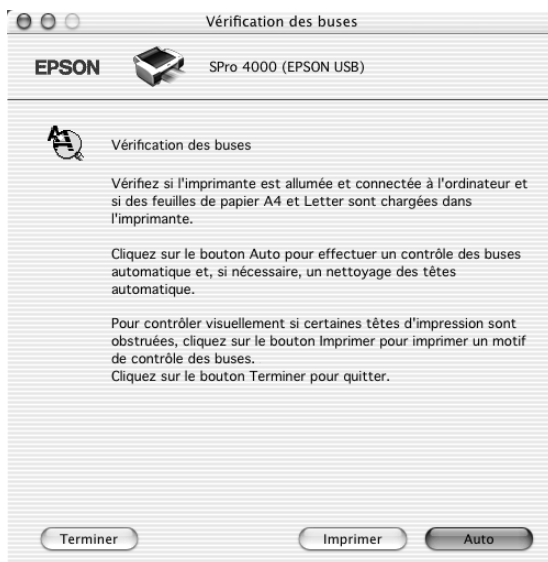 Vérification des buses
EPSON
SPro 4000 (EPSON USB)
Vérification des buses
Vérifiez si l'imprimante est allumée et connectée à l'ordinateur et
si des feuilles de papier A4 et Letter sont chargées dans
l'imprimante.
Cliquez sur le bouton Auto pour effectuer un contrôle des buses
automatique et, si nécessaire, un nettoyage des têtes
automatique.
Pour contrôler visuellement si certaines têtes d'impression sont
obstruées, cliquez sur le bouton Imprimer pour imprimer un motif
de contrôle des buses.
Cliquez sur le bouton Terminer pour quitter.
Terminer
Imprimer
Auto